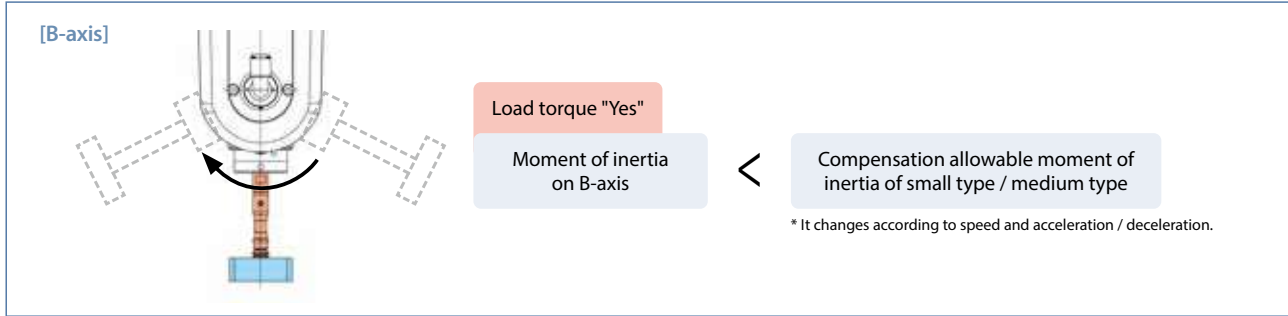 [B-axis]
Load torque "Yes"
Moment of inertia
on B-axis
<
Compensation allowable moment of
inertia of small type / medium type
* It changes according to speed and acceleration / deceleration.